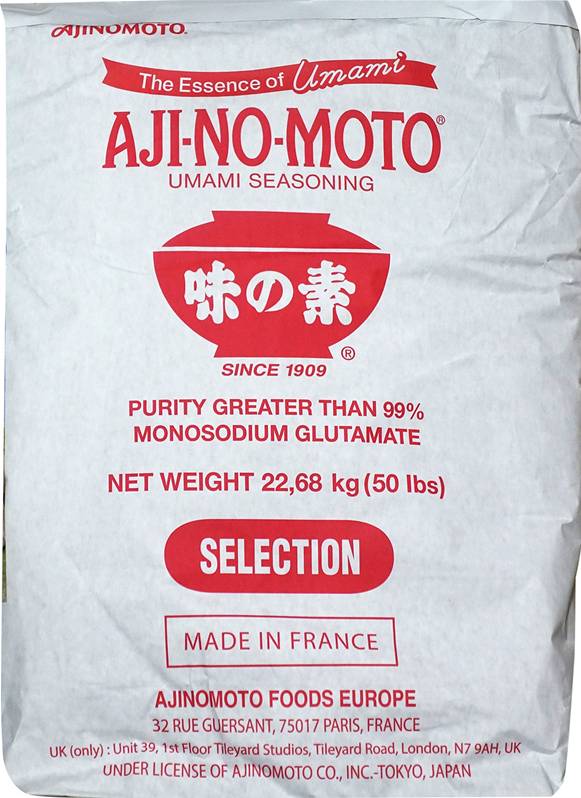 AJINOMOTO.
The Essence of Umami
AJI-NO-MOTO®
UMAMI SEASONING
味の素
®
SINCE 1909
PURITY GREATER THAN 99%
MONOSODIUM GLUTAMATE
NET WEIGHT 22,68 kg (50 lbs)
SELECTION
MADE IN FRANCE
AJINOMOTO FOODS EUROPE
32 RUE GUERSANT, 75017 PARIS, FRANCE
UK (only) : Unit 39, 1st Floor Tileyard Studios, Tileyard Road, London, N7 9AH, UK
UNDER LICENSE OF AJINOMOTO CO., INC.-TOKYO, JAPAN